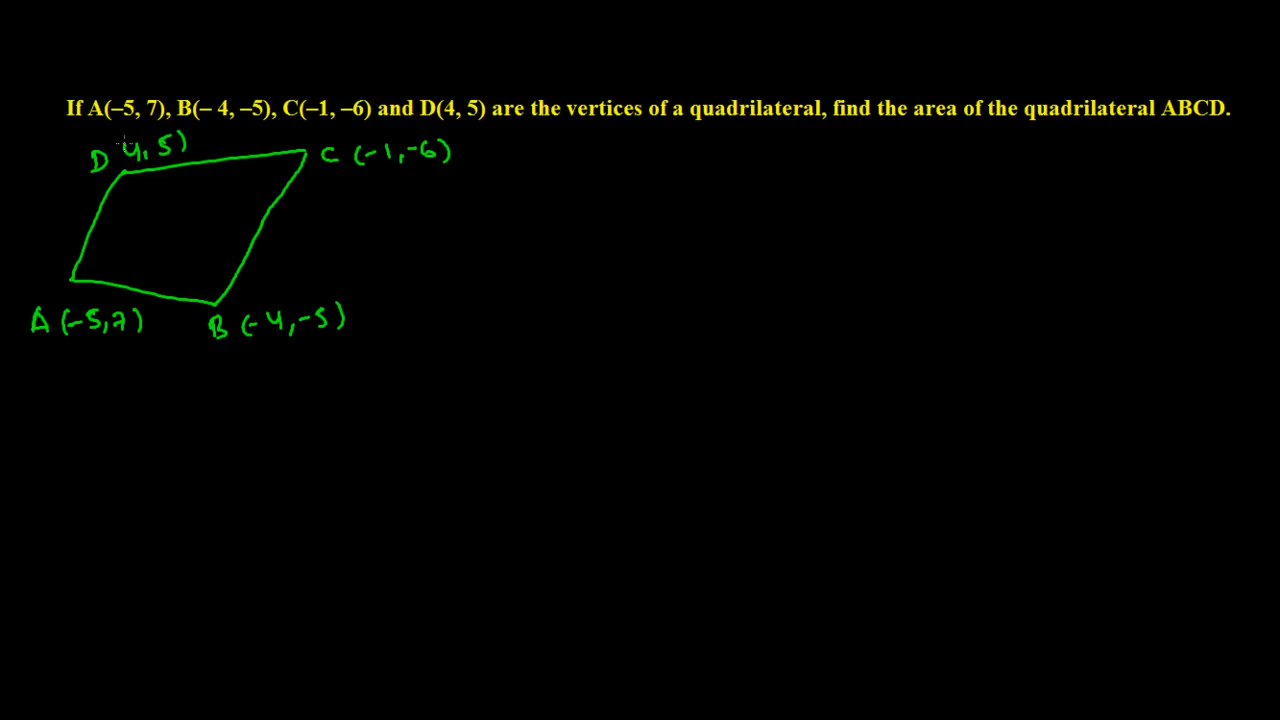 If A(–5, 7), B(– 4, –5), C(–1, –6) and D(4, 5) are the vertices of a quadrilateral, find the area of the quadrilateral ABCD.
D 4, 5)
C (-1, -6)
A (-5, 7)
B (-4, -5)